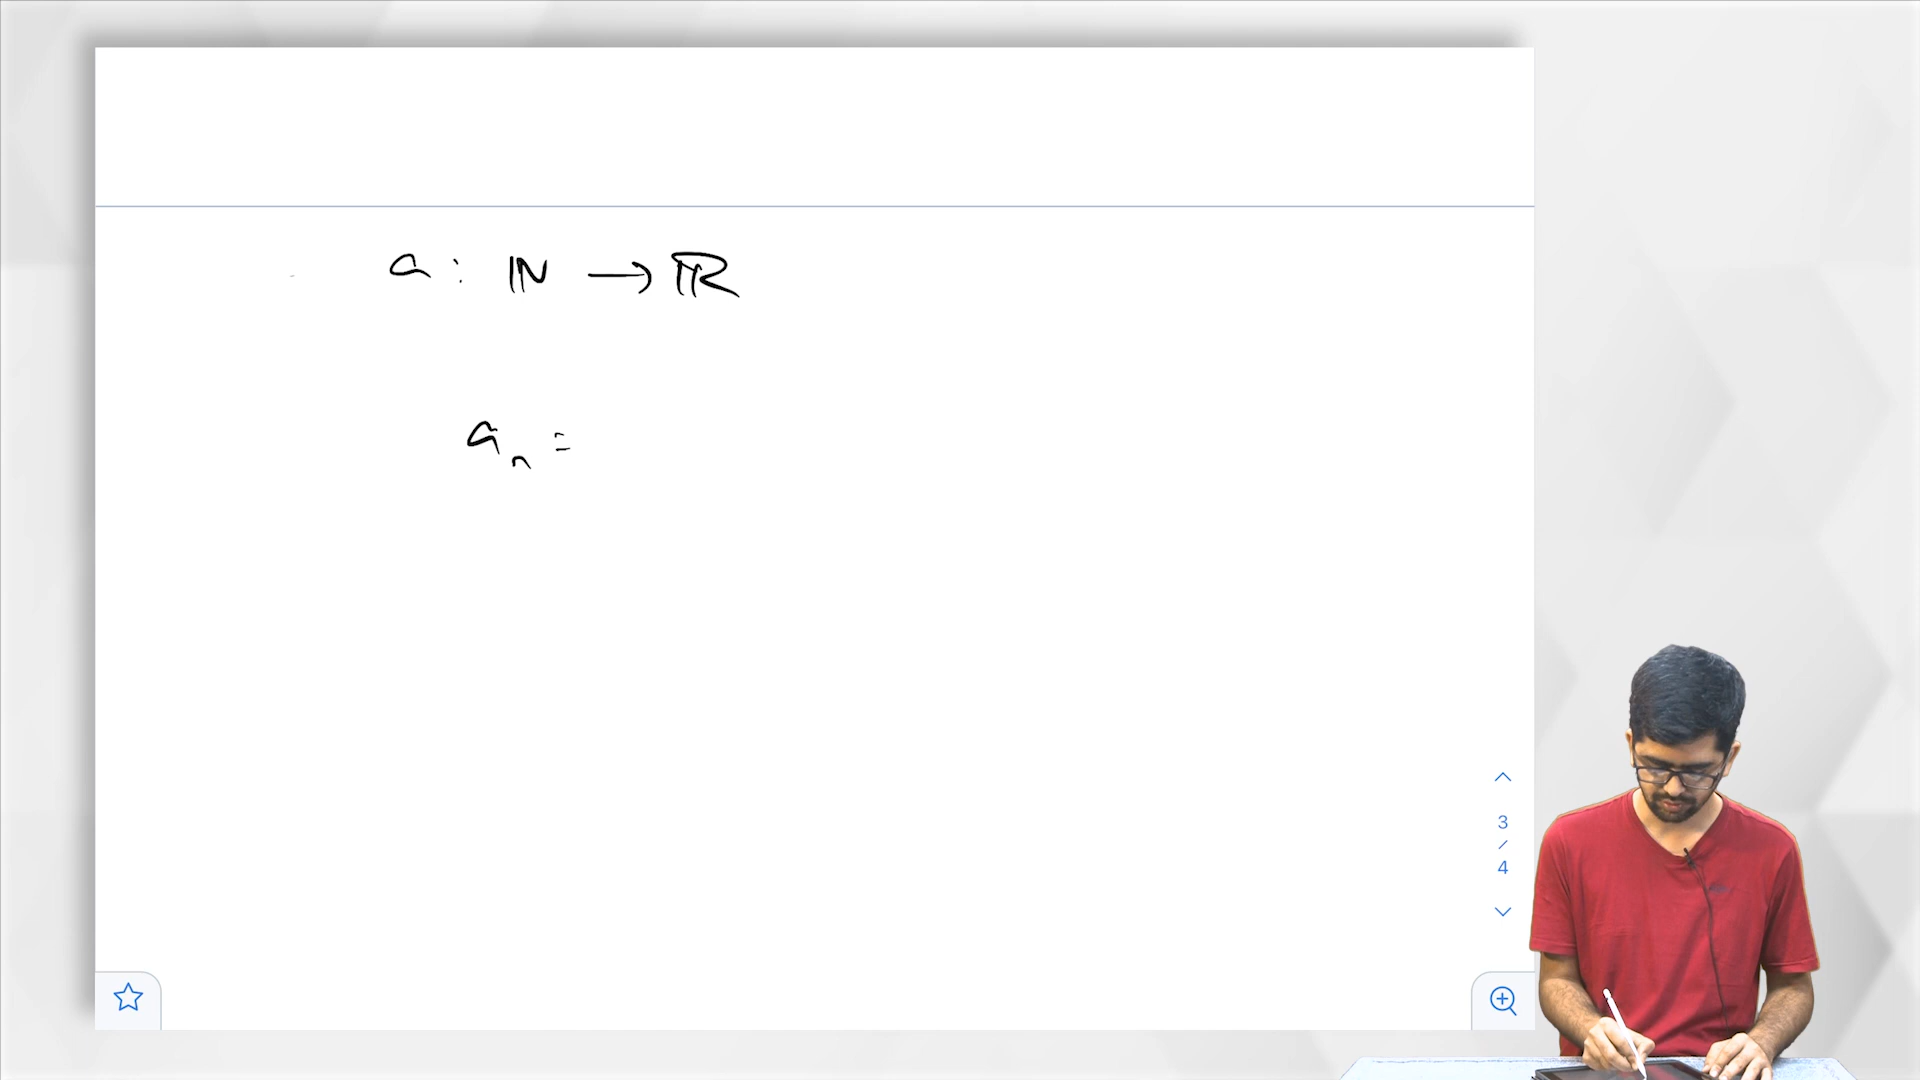 a : ℕ → ℝ
aₙ =
3
/
4